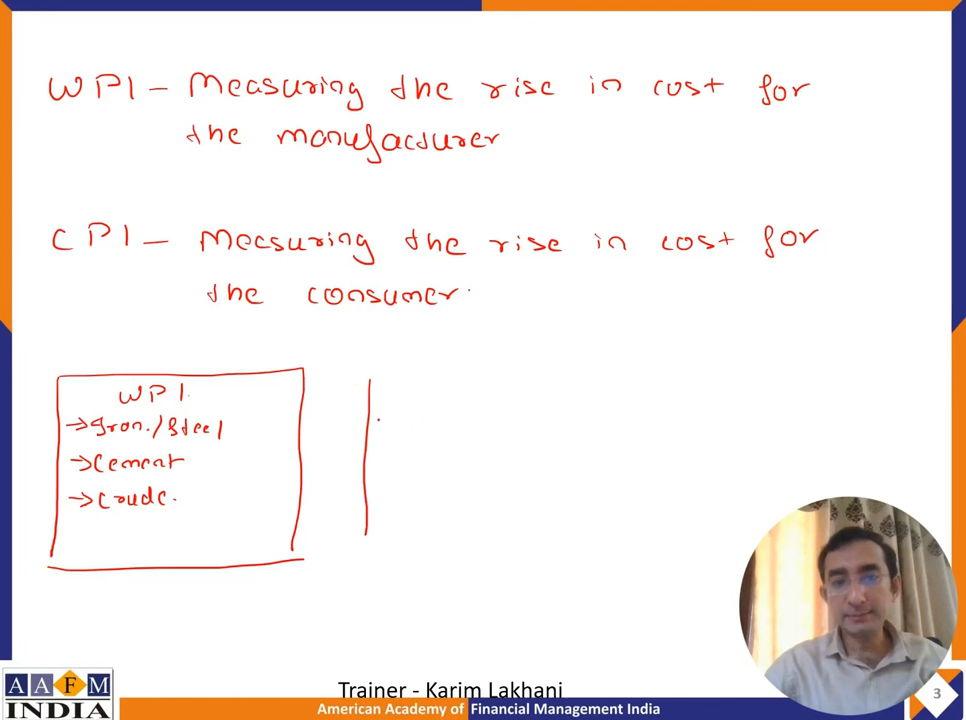 WPI - Measuring the rise in cost for
the manufacturer
CPI - Measuring the rise in cost for
the consumer.
WPI
→Iron./Steel
→Cement
→Crude.
AAFM
INDIA
Trainer - Karim Lakhani
American Academy of Financial Management India
3